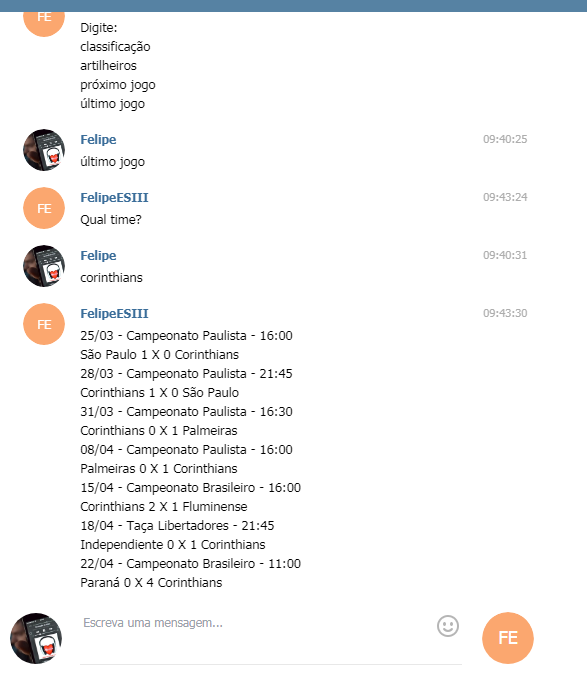 FE
Digite:
classificação
artilheiros
próximo jogo
último jogo
Felipe 09:40:25
último jogo
FelipeESIII 09:43:24
FE
Qual time?
Felipe 09:40:31
corinthians
FelipeESIII 09:43:30
FE
25/03 - Campeonato Paulista - 16:00
São Paulo 1 X 0 Corinthians
28/03 - Campeonato Paulista - 21:45
Corinthians 1 X 0 São Paulo
31/03 - Campeonato Paulista - 16:30
Corinthians 0 X 1 Palmeiras
08/04 - Campeonato Paulista - 16:00
Palmeiras 0 X 1 Corinthians
15/04 - Campeonato Brasileiro - 16:00
Corinthians 2 X 1 Fluminense
18/04 - Taça Libertadores - 21:45
Independiente 0 X 1 Corinthians
22/04 - Campeonato Brasileiro - 11:00
Paraná 0 X 4 Corinthians
Escreva uma mensagem...
FE